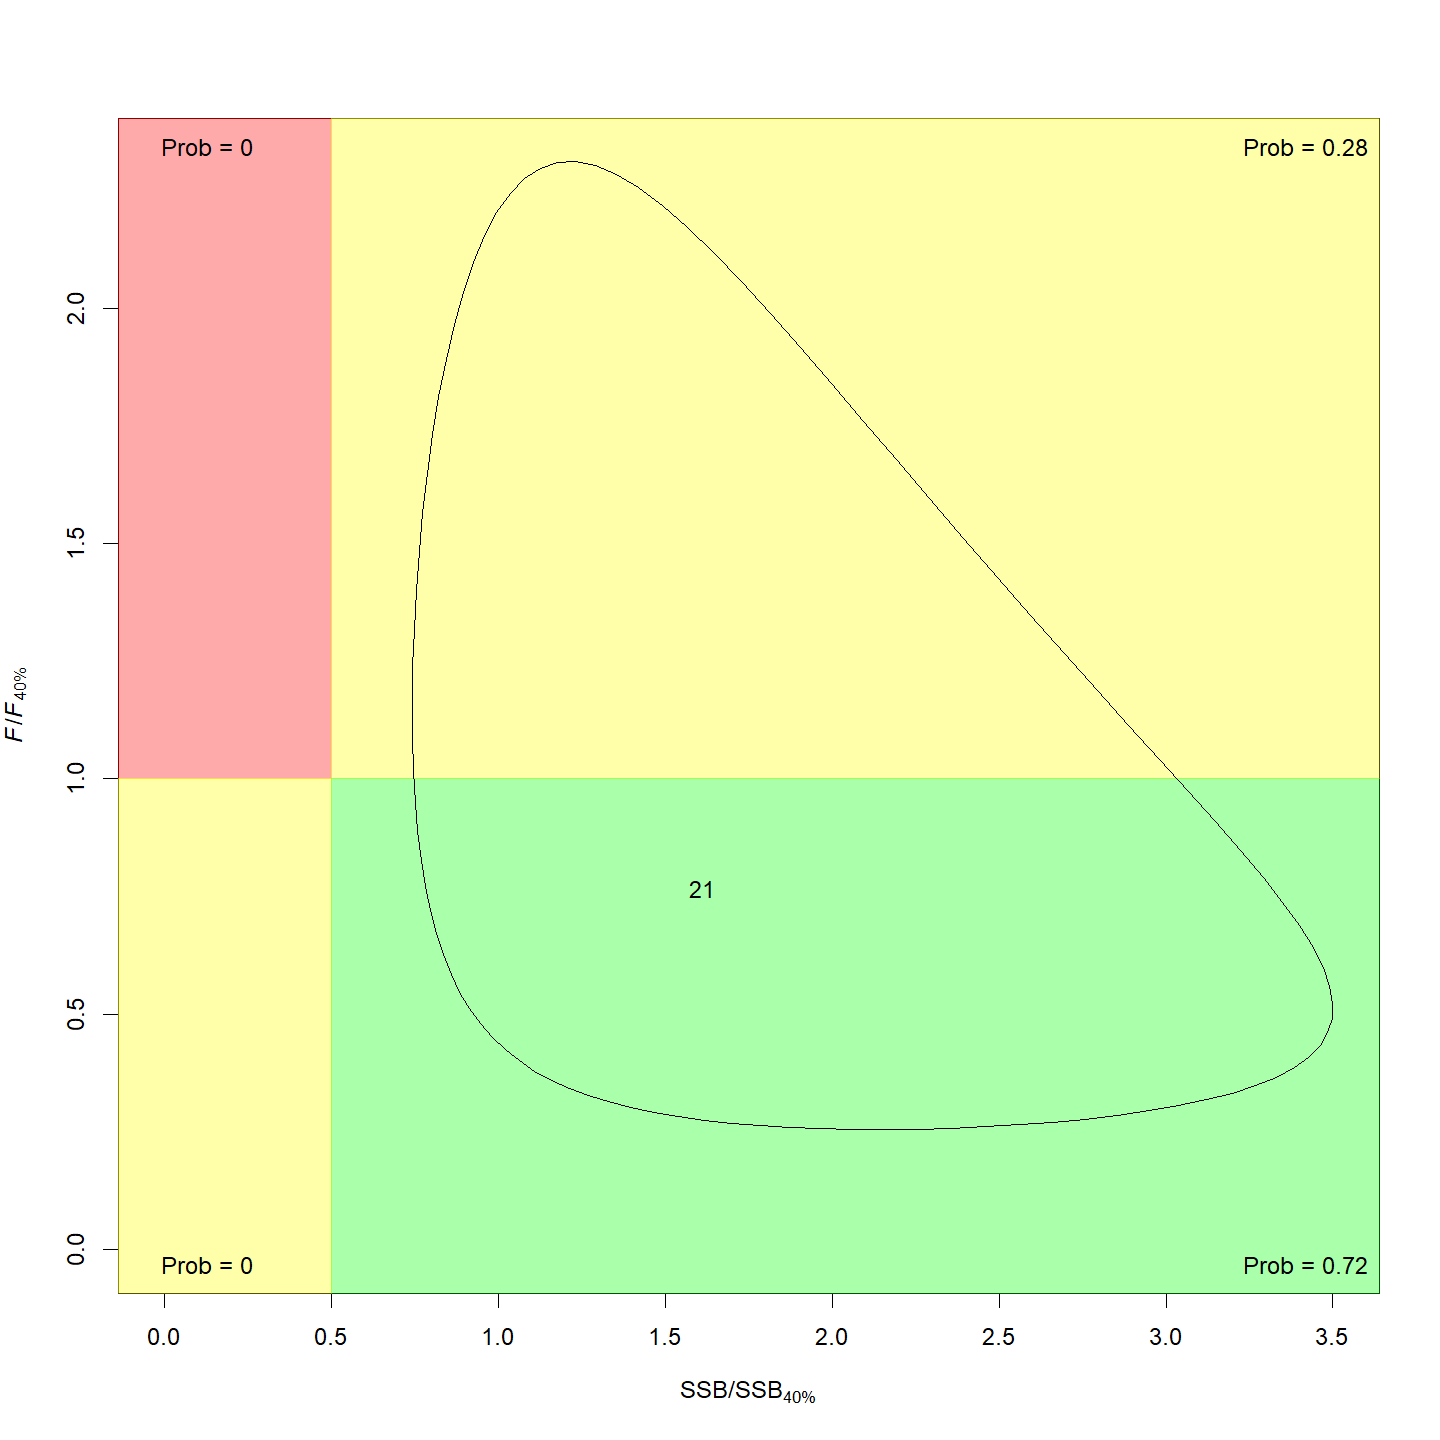 Prob = 0
Prob = 0.28
2.0
1.5
F/F40%
1.0
21
0.5
0.0
Prob = 0
Prob = 0.72
0.0 0.5 1.0 1.5 2.0 2.5 3.0 3.5
SSB/SSB40%